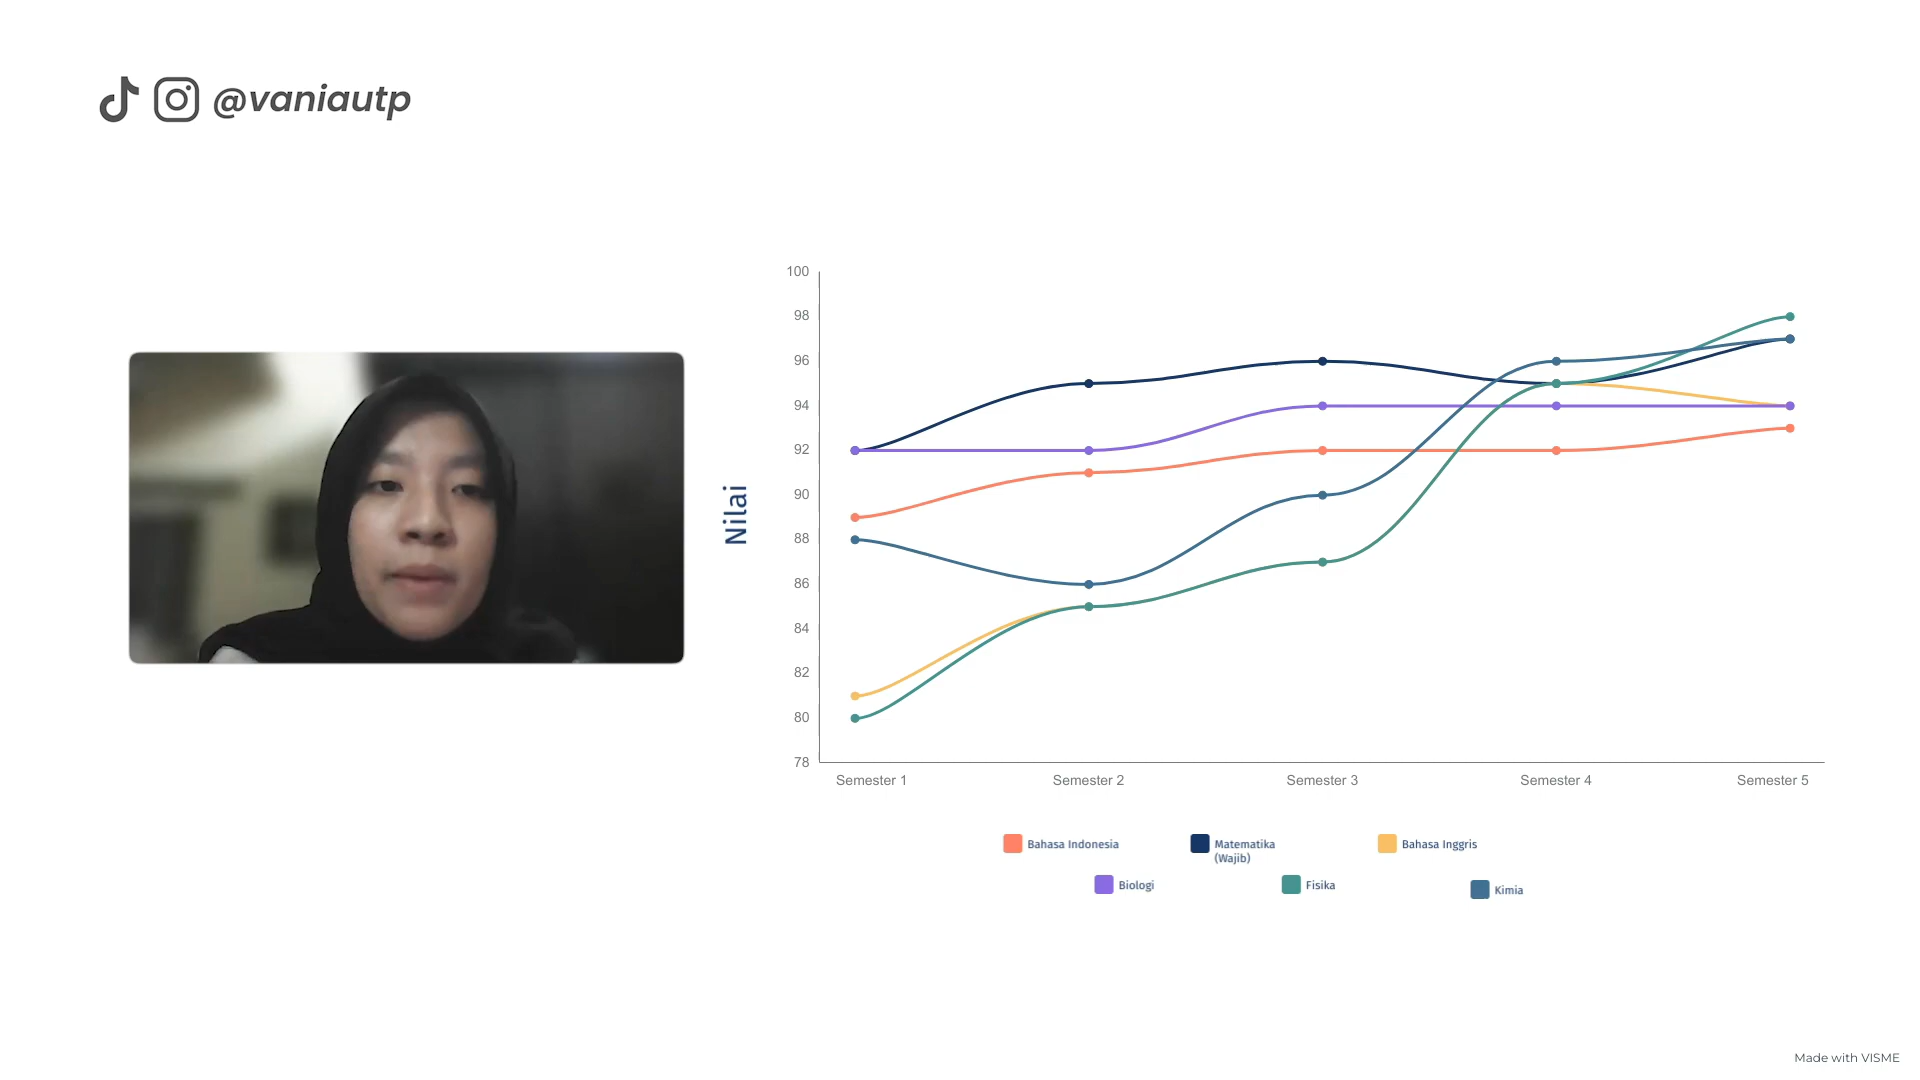 @vaniautp
Nilai
100
98
96
94
92
90
88
86
84
82
80
78
Semester 1
Semester 2
Semester 3
Semester 4
Semester 5
Bahasa Indonesia
Matematika
(Wajib)
Bahasa Inggris
Biologi
Fisika
Kimia
Made with VISME